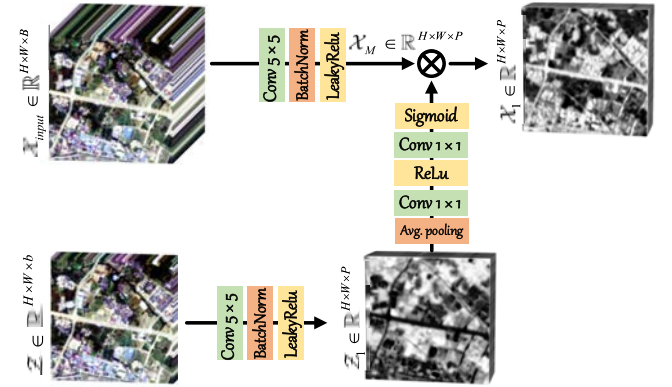 𝒳_input ∈ ℝ^H×W×B
Conv 5 × 5
BatchNorm
LeakyRelu
𝒳_M ∈ ℝ^H×W×P
𝒳_1 ∈ ℝ^H×W×P
Sigmoid
Conv 1 × 1
ReLu
Conv 1 × 1
Avg. pooling
𝒵 ∈ ℝ^H×W×b
Conv 5 × 5
BatchNorm
LeakyRelu
𝒵_1 ∈ ℝ^H×W×P